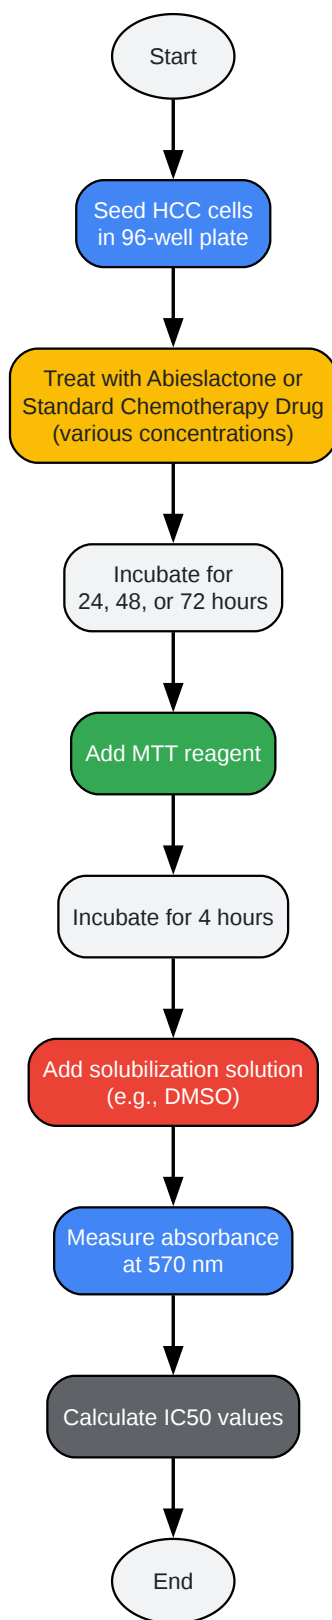 Start
Seed HCC cells
in 96-well plate
Treat with Abieslactone or
Standard Chemotherapy Drug
(various concentrations)
Incubate for
24, 48, or 72 hours
Add MTT reagent
Incubate for 4 hours
Add solubilization solution
(e.g., DMSO)
Measure absorbance
at 570 nm
Calculate IC50 values
End